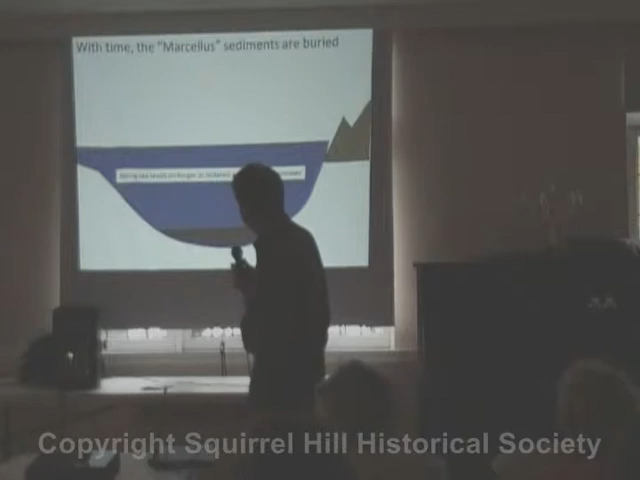 With time, the "Marcellus" sediments are buried
Copyright Squirrel Hill Historical Society